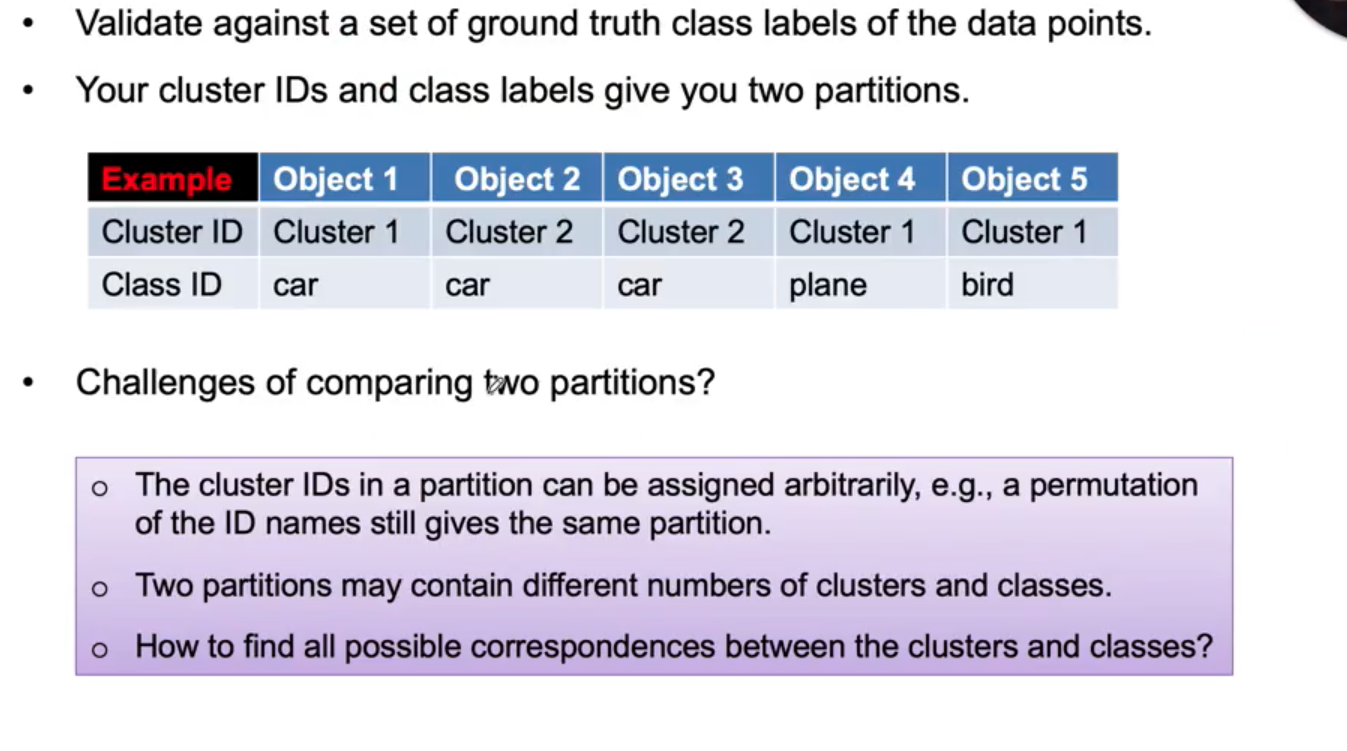 • Validate against a set of ground truth class labels of the data points.
• Your cluster IDs and class labels give you two partitions.
Example Object 1 Object 2 Object 3 Object 4 Object 5
Cluster ID Cluster 1 Cluster 2 Cluster 2 Cluster 1 Cluster 1
Class ID car car car plane bird
• Challenges of comparing two partitions?
o The cluster IDs in a partition can be assigned arbitrarily, e.g., a permutation
of the ID names still gives the same partition.
o Two partitions may contain different numbers of clusters and classes.
o How to find all possible correspondences between the clusters and classes?